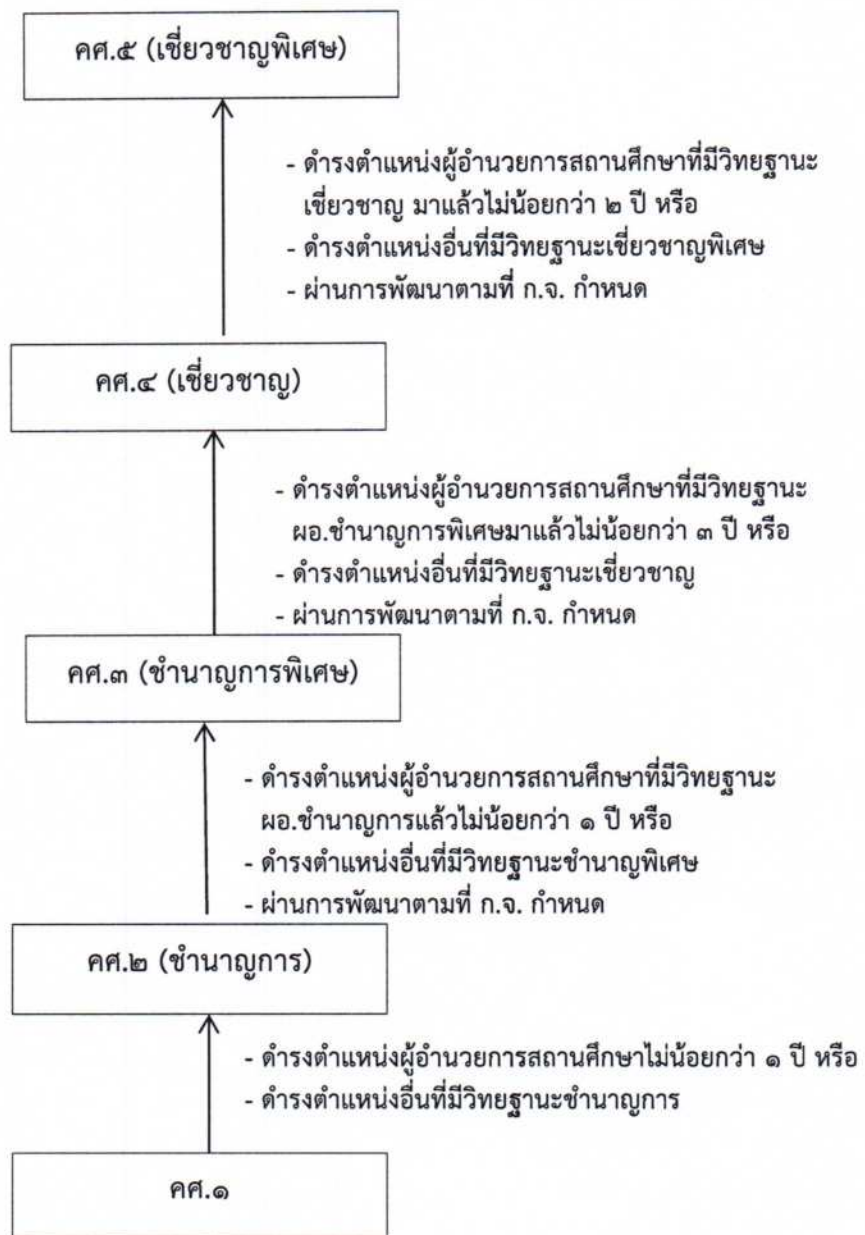 คศ.๕ (เชี่ยวชาญพิเศษ)
- ดำรงตำแหน่งผู้อำนวยการสถานศึกษาที่มีวิทยฐานะ
เชี่ยวชาญ มาแล้วไม่น้อยกว่า ๒ ปี หรือ
- ดำรงตำแหน่งอื่นที่มีวิทยฐานะเชี่ยวชาญพิเศษ
- ผ่านการพัฒนาตามที่ ก.จ. กำหนด
คศ.๔ (เชี่ยวชาญ)
- ดำรงตำแหน่งผู้อำนวยการสถานศึกษาที่มีวิทยฐานะ
ผอ.ชำนาญการพิเศษมาแล้วไม่น้อยกว่า ๓ ปี หรือ
- ดำรงตำแหน่งอื่นที่มีวิทยฐานะเชี่ยวชาญ
- ผ่านการพัฒนาตามที่ ก.จ. กำหนด
คศ.๓ (ชำนาญการพิเศษ)
- ดำรงตำแหน่งผู้อำนวยการสถานศึกษาที่มีวิทยฐานะ
ผอ.ชำนาญการแล้วไม่น้อยกว่า ๑ ปี หรือ
- ดำรงตำแหน่งอื่นที่มีวิทยฐานะชำนาญพิเศษ
- ผ่านการพัฒนาตามที่ ก.จ. กำหนด
คศ.๒ (ชำนาญการ)
- ดำรงตำแหน่งผู้อำนวยการสถานศึกษาไม่น้อยกว่า ๑ ปี หรือ
- ดำรงตำแหน่งอื่นที่มีวิทยฐานะชำนาญการ
คศ.๑